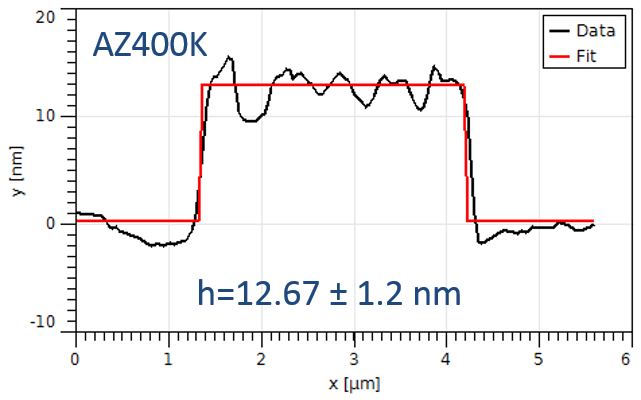 20
AZ400K
Data
Fit
10
y [nm]
0
h=12.67 ± 1.2 nm
-10
0 1 2 3 4 5 6
x [µm]